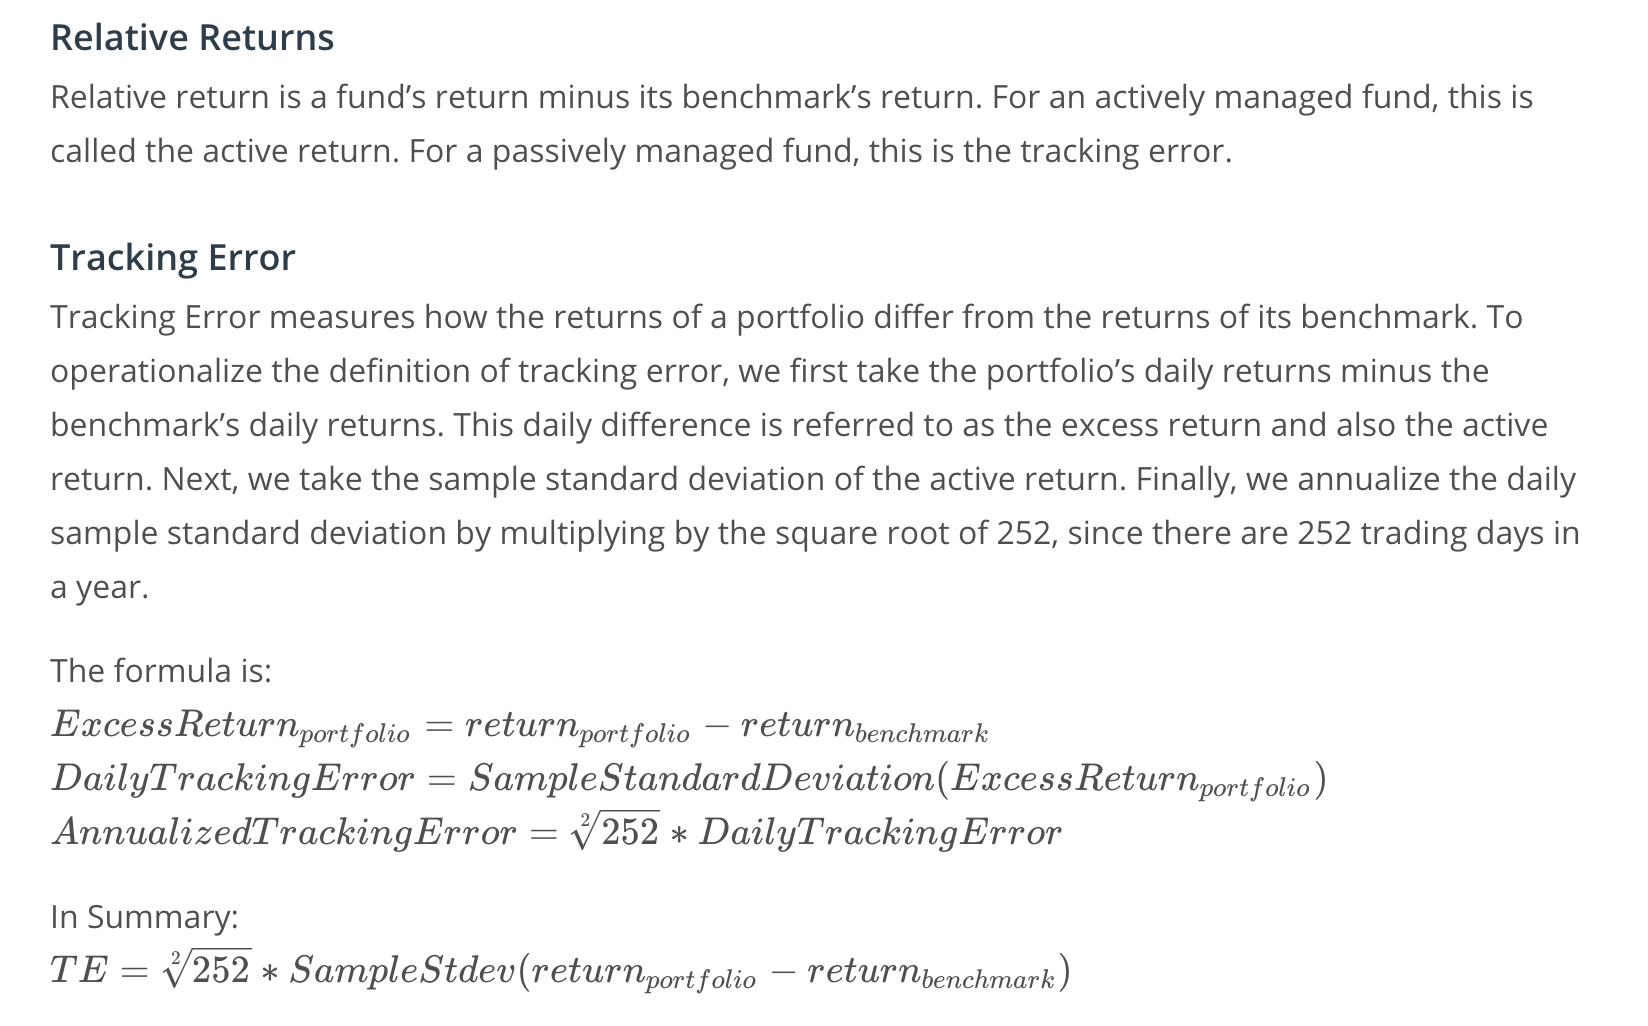 Relative Returns
Relative return is a fund’s return minus its benchmark’s return. For an actively managed fund, this is
called the active return. For a passively managed fund, this is the tracking error.
Tracking Error
Tracking Error measures how the returns of a portfolio differ from the returns of its benchmark. To
operationalize the definition of tracking error, we first take the portfolio’s daily returns minus the
benchmark’s daily returns. This daily difference is referred to as the excess return and also the active
return. Next, we take the sample standard deviation of the active return. Finally, we annualize the daily
sample standard deviation by multiplying by the square root of 252, since there are 252 trading days in
a year.
The formula is:
ExcessReturn_{portfolio} = return_{portfolio} − return_{benchmark}
DailyTrackingError = SampleStandardDeviation(ExcessReturn_{portfolio})
AnnualizedTrackingError = \sqrt[2]{252} * DailyTrackingError
In Summary:
TE = \sqrt[2]{252} * SampleStdev(return_{portfolio} − return_{benchmark})